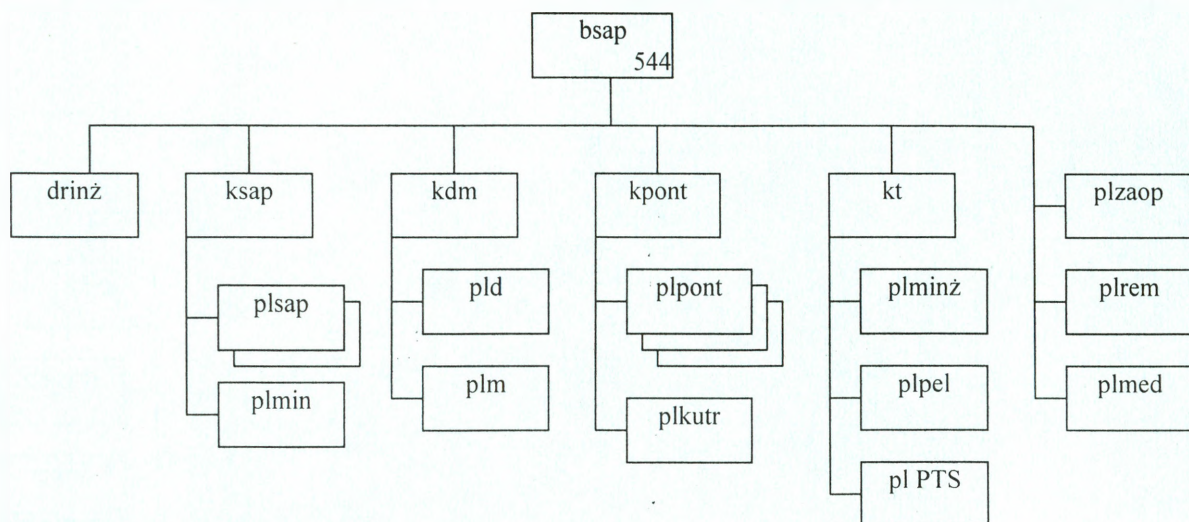 bsap
544
drinż
ksap
kdm
kpont
kt
plzaop
plsap
pld
plpont
plminż
plrem
plmin
plm
plkutr
plpel
plmed
pl PTS